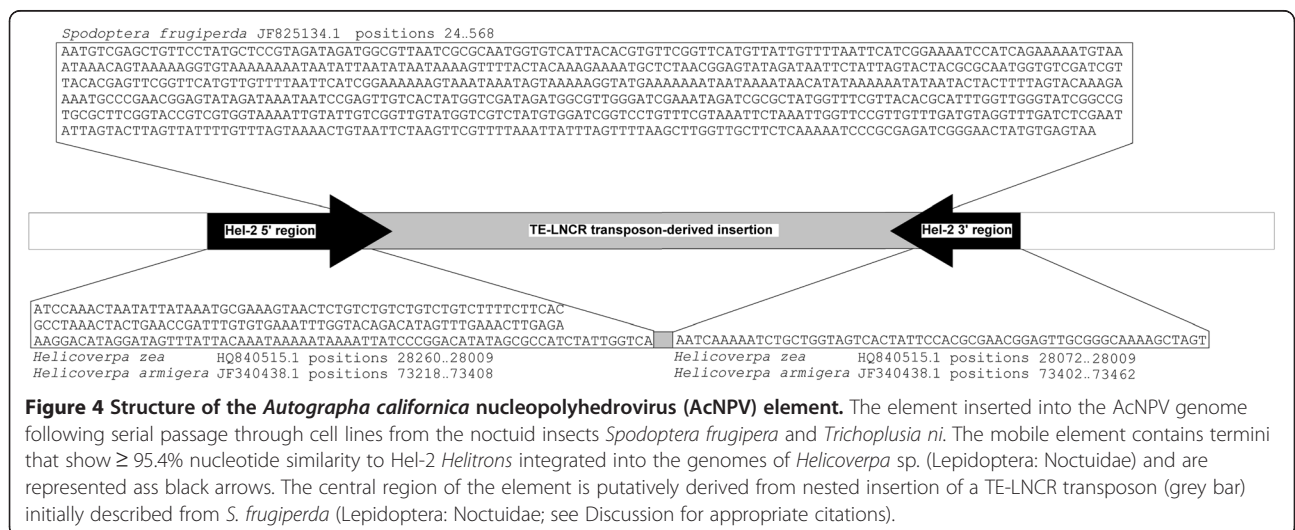 Spodoptera frugiperda JF825134.1 positions 24..568
AATGTCGAGCTGTTCCTATGCTCCGTAGATAGATGGCGTTAATCGCGCAATGGTGTCATTACACGTGTTCGGTTCATGTTATTGTTTTAATTCATCGGAAAATCCATCAGAAAAATGTAA
ATAAACAGTAAAAAGGTGTAAAAAAAATAATATTAATATTAATAAAAGTTTTACTACAAAGAAAATGCTCTAACGGAGTATAGATAATTCTATTAGTACTACGCGCAATGGTGTCGATCGT
TACACGAGTTCGGTTCATGTTGTTTTAATTCATCGGAAAAAAGTAAATAAATAGTAAAAAGGTATGAAAAAAATAATAAAATAACATATAAAAAATATAATACTACTTTTAGTACAAAGA
AAATGCCCGAACGGAGTATAGATAAATAATCCGAGTTGTCACTATGGTCGATAGATGGCGTTGGGATCGAAATAGATCGCGCTATGGTTTCGTTACACGCATTTGGTTGGGTATCGGCCG
TGCGCTTCGGTACCGTCGTGGTAAAATTGTATTGTCGGTTGTATGGTCGTCTATGTGGATCGGTCCTGTTTCGTAAATTCTAAATTGGTTCCGTTGTTTGATGTAGGTTTGATCTCGAAT
ATTAGTACTTAGTTATTTTGTTTAGTAAAACTGTAATTCTAAGTTCGTTTTAAATTATTTAGTTTTAAGCTTGGTTGCTTCTCAAAAATCCCGCGAGATCGGGAACTATGTGAGTAA
Hel-2 5' region TE-LNCR transposon-derived insertion Hel-2 3' region
ATCCAAACTAATATTATAAATGCGAAAGTAACTCTGTCTGTCTGTCTGTCTTTTCTTCAC
GCCTAAACTACTGAACCGATTTGTGTGAAATTTGGTACAGACATAGTTTGAAACTTGAGA
AAGGACATAGGATAGTTTATTACAAATAAAAATAAAATTATCCCGGACATATAGCGCCATCTATTGGTCA
Helicoverpa zea HQ840515.1 positions 28260..28009
Helicoverpa armigera JF340438.1 positions 73218..73408
AATCAAAAATCTGCTGGTAGTCACTATTCCACGCGAACGGAGTTGCGGGCAAAAGCTAGT
Helicoverpa zea HQ840515.1 positions 28072..28009
Helicoverpa armigera JF340438.1 positions 73402..73462
Figure 4 Structure of the Autographa californica nucleopolyhedrovirus (AcNPV) element. The element inserted into the AcNPV genome
following serial passage through cell lines from the noctuid insects Spodoptera frugipera and Trichoplusia ni. The mobile element contains termini
that show ≥ 95.4% nucleotide similarity to Hel-2 Helitrons integrated into the genomes of Helicoverpa sp. (Lepidoptera: Noctuidae) and are
represented ass black arrows. The central region of the element is putatively derived from nested insertion of a TE-LNCR transposon (grey bar)
initially described from S. frugiperda (Lepidoptera: Noctuidae; see Discussion for appropriate citations).